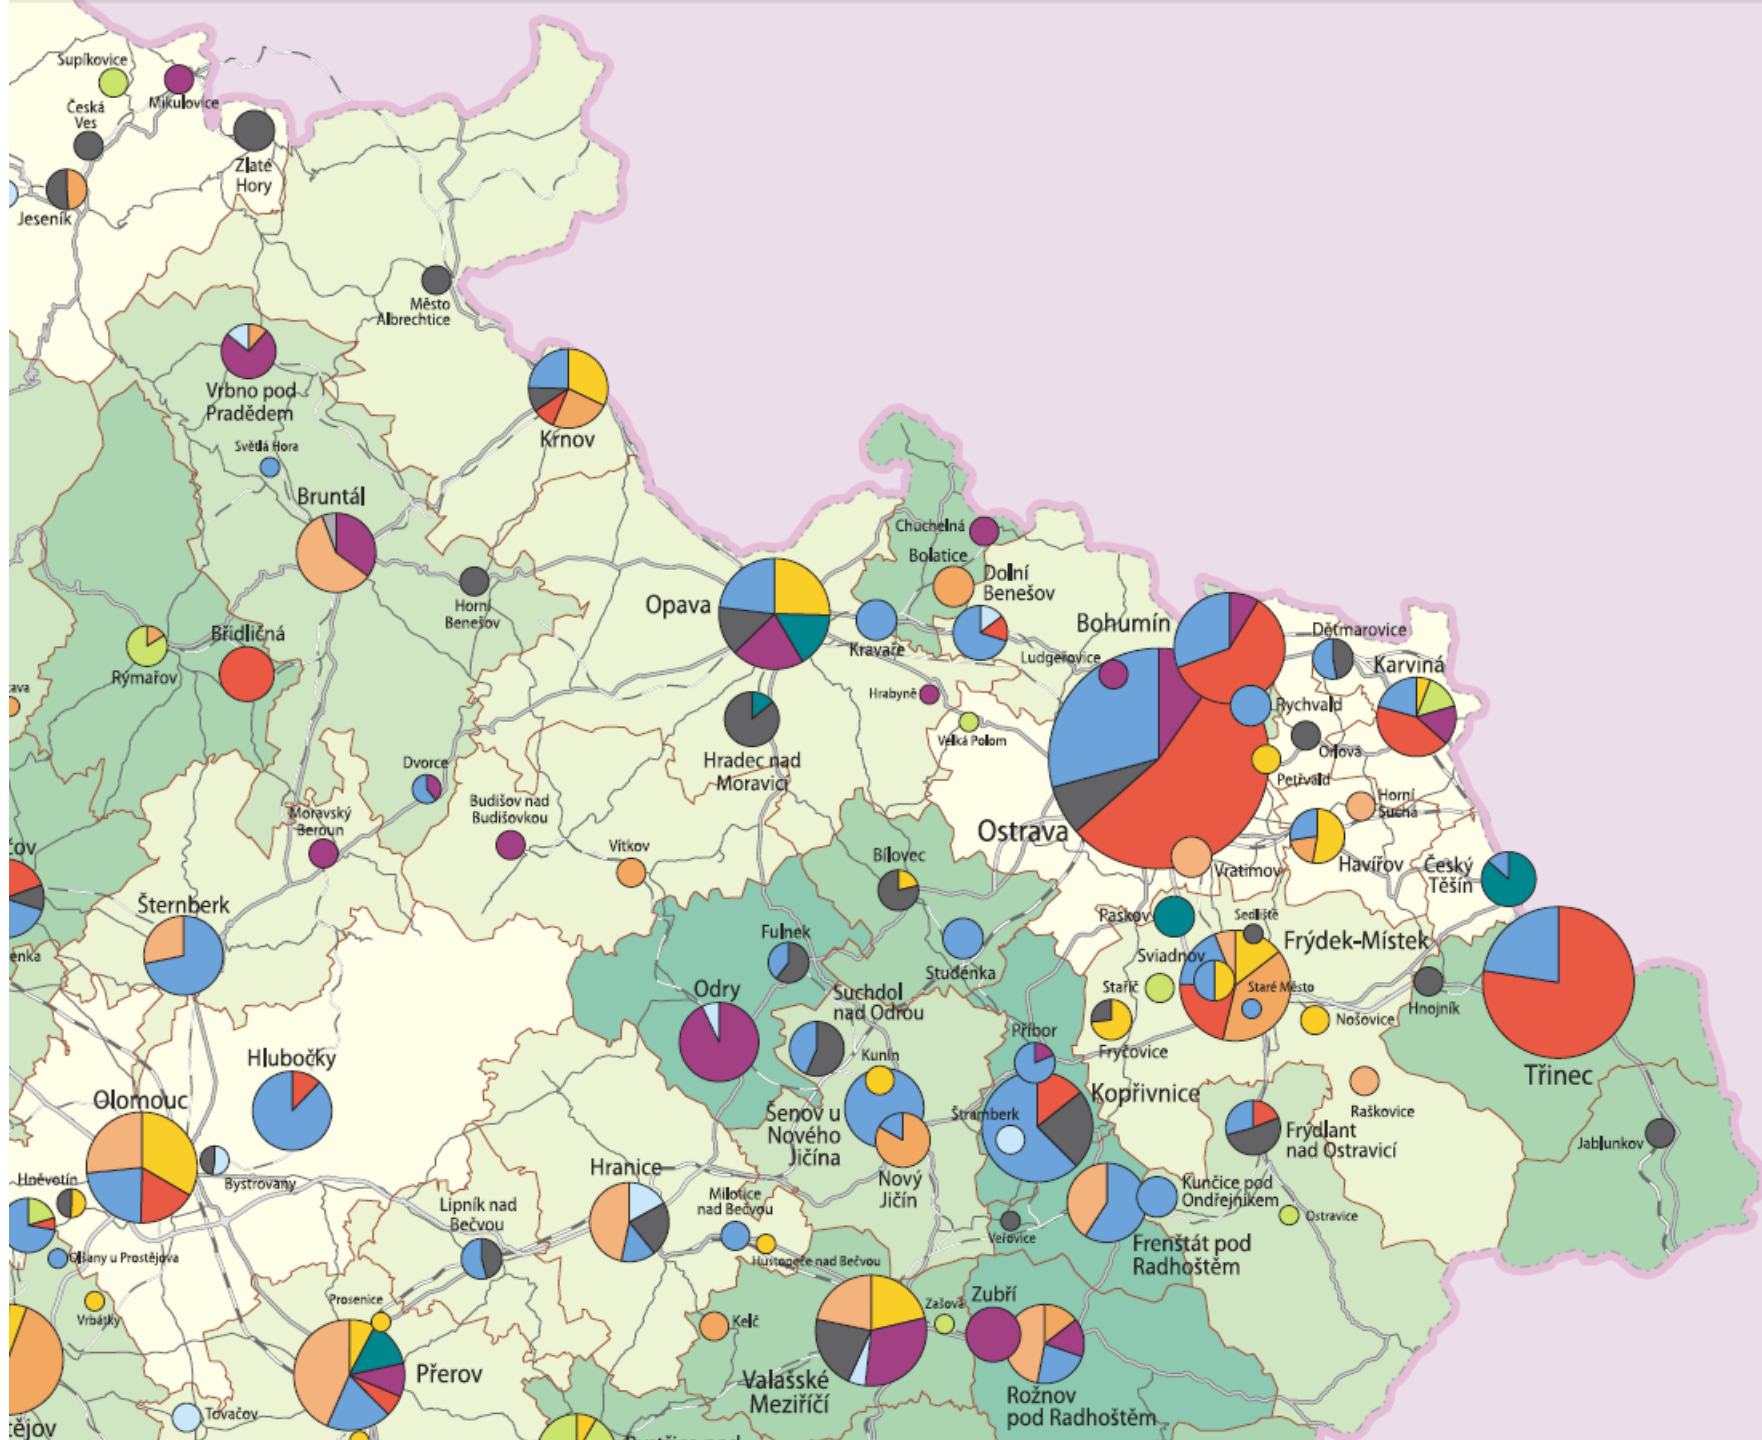 Supíkovice
Mikulovice
Česká
Ves
Zlaté
Hory
Jeseník
Město
Albrechtice
Vrbno pod
Pradědem
Krnov
Světlá Hora
Bruntál
Chuchelná
Bolatice
Dolní
Benešov
Horní
Benešov
Opava
Bohumín
Břidličná
Dětmarovice
Kravaře
Ludgeřovice
Karviná
Rýmařov
ava
Hrabyně
Rychvald
Velká Polom
Orlová
Hradec nad
Moravicí
Dvorce
Petřvald
Budišov nad
Budišovkou
Horní
Suchá
Moravský
Beroun
Ostrava
Vítkov
čov
Bílovec
Vratimov
Havířov
Český
Těšín
Šternberk
Paskov
Sedliště
Fulnek
Frýdek-Místek
enka
Sviadnov
Studénka
Odry
Suchdol
nad Odrou
Staříč
Staré Město
Hnojník
Nošovice
Příbor
Fryčovice
Kunín
Hlubočky
Třinec
Olomouc
Kopřivnice
Šenov u
Nového
Jičína
Štramberk
Raškovice
Frýdlant
nad Ostravicí
Jablunkov
Hranice
Nový
Jičín
Hněvotín
Bystrovany
Kunčice pod
Ondřejníkem
Milotice
nad Bečvou
Lipník nad
Bečvou
Ostravice
Veřovice
Frenštát pod
Radhoštěm
Olšany u Prostějova
Hustopeče nad Bečvou
Zubří
Prosenice
Zašová
Vrbátky
Kelč
Přerov
Valašské
Meziříčí
Rožnov
pod Radhoštěm
Tovačov
tějov